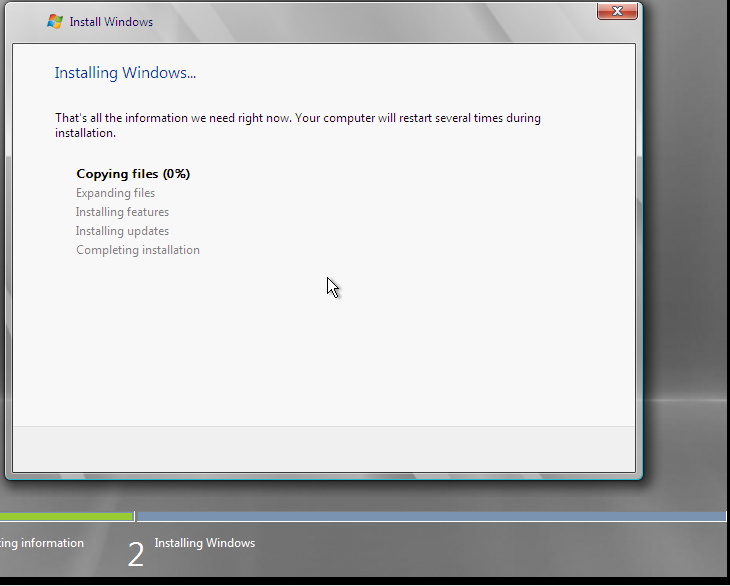 Install Windows
Installing Windows...
That's all the information we need right now. Your computer will restart several times during
installation.
Copying files (0%)
Expanding files
Installing features
Installing updates
Completing installation
ing information
2 Installing Windows